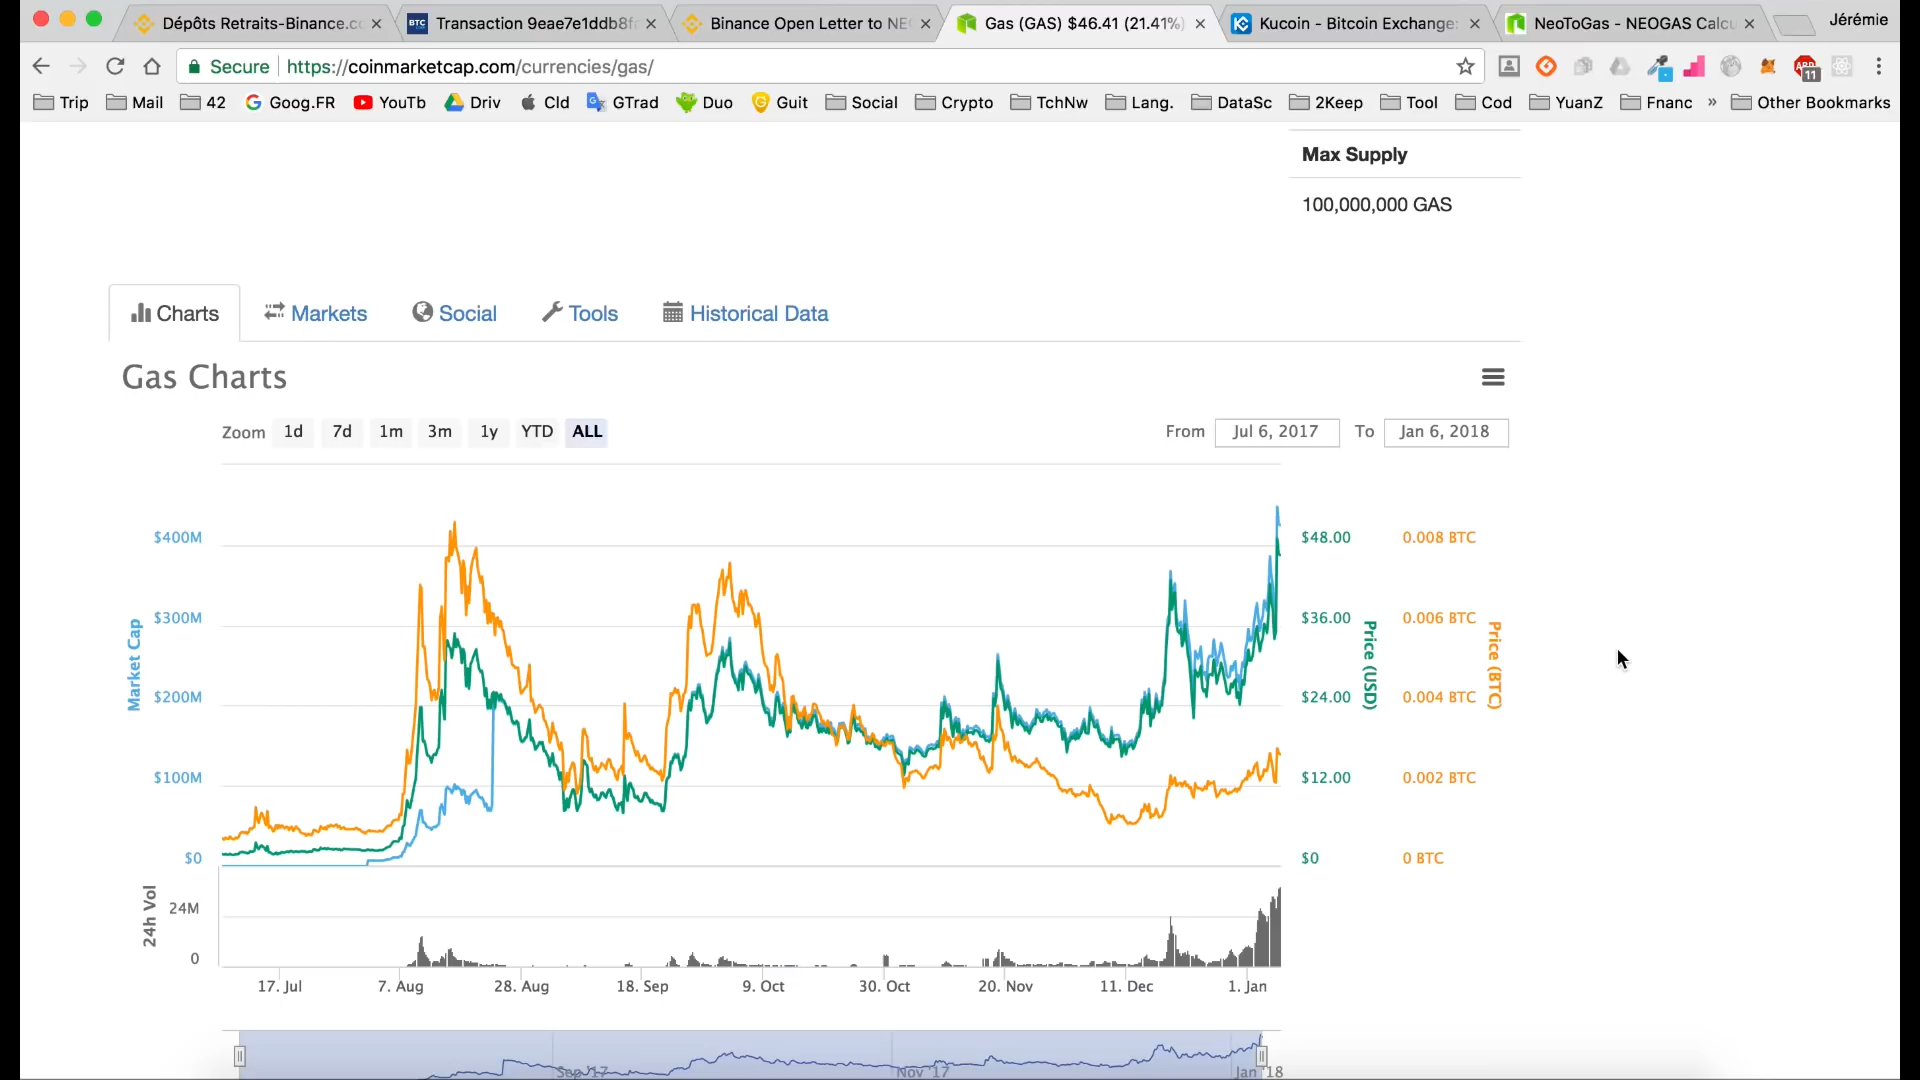 Dépôts Retraits-Binance.c
Transaction 9eae7e1ddb8f
Binance Open Letter to NE
Gas (GAS) $46.41 (21.41%)
Kucoin - Bitcoin Exchange
NeoToGas - NEOGAS Calcu
Jérémie
Secure https://coinmarketcap.com/currencies/gas/
ABP
11
Trip Mail 42 Goog.FR YouTb Driv Cld GTrad Duo Guit Social Crypto TchNw Lang. DataSc 2Keep Tool Cod YuanZ Fnanc » Other Bookmarks
Max Supply
100,000,000 GAS
Charts Markets Social Tools Historical Data
Gas Charts
Zoom 1d 7d 1m 3m 1y YTD ALL
From Jul 6, 2017 To Jan 6, 2018
$400M $48.00 0.008 BTC
$300M $36.00 0.006 BTC
Market Cap Price (USD) Price (BTC)
$200M $24.00 0.004 BTC
$100M $12.00 0.002 BTC
$0 $0 0 BTC
24h Vol
24M
0
17. Jul 7. Aug 28. Aug 18. Sep 9. Oct 30. Oct 20. Nov 11. Dec 1. Jan
Sep '17 Nov '17 Jan '18